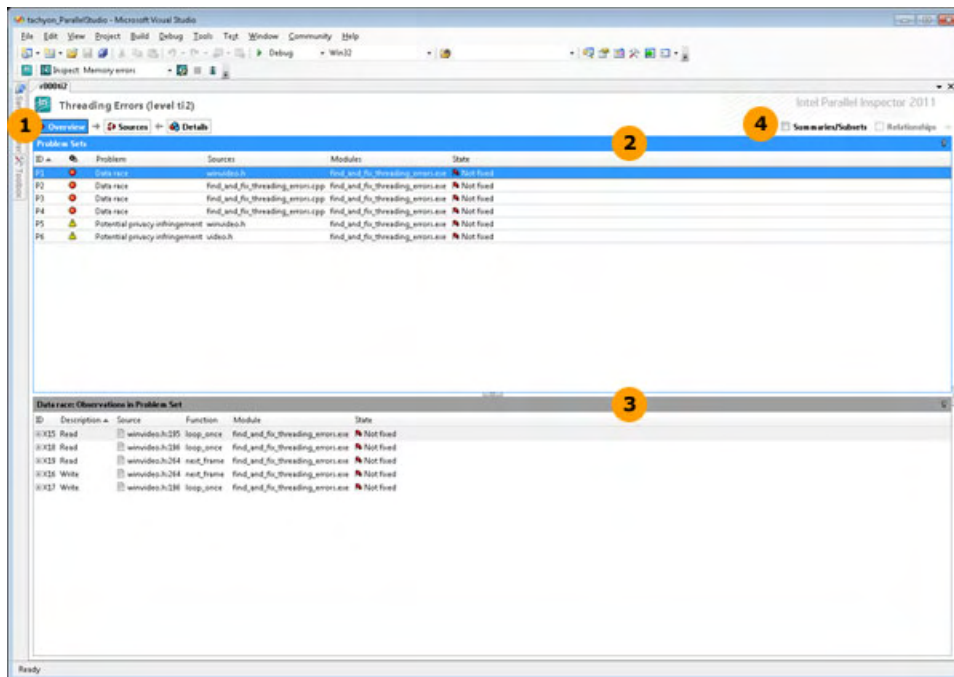 tachyon_ParallelStudio - Microsoft Visual Studio
File Edit View Project Build Debug Tools Test Window Community Help
Debug Win32
Inspect: Memory errors
r000ti2
Threading Errors (level ti2) Intel Parallel Inspector 2011
1 Overview Sources Details 4 Summaries/Subsets Relationships
Toolbox
Problem Sets 2
ID Problem Sources Modules State
P1 Data race winvideo.h find_and_fix_threading_errors.exe Not fixed
P2 Data race find_and_fix_threading_errors.cpp find_and_fix_threading_errors.exe Not fixed
P3 Data race find_and_fix_threading_errors.cpp find_and_fix_threading_errors.exe Not fixed
P4 Data race find_and_fix_threading_errors.cpp find_and_fix_threading_errors.exe Not fixed
P5 Potential privacy infringement winvideo.h find_and_fix_threading_errors.exe Not fixed
P6 Potential privacy infringement video.h find_and_fix_threading_errors.exe Not fixed
Data race: Observations in Problem Set 3
ID Description Source Function Module State
X15 Read winvideo.h:195 loop_once find_and_fix_threading_errors.exe Not fixed
X18 Read winvideo.h:196 loop_once find_and_fix_threading_errors.exe Not fixed
X19 Read winvideo.h:264 next_frame find_and_fix_threading_errors.exe Not fixed
X16 Write winvideo.h:264 next_frame find_and_fix_threading_errors.exe Not fixed
X17 Write winvideo.h:196 loop_once find_and_fix_threading_errors.exe Not fixed
Ready